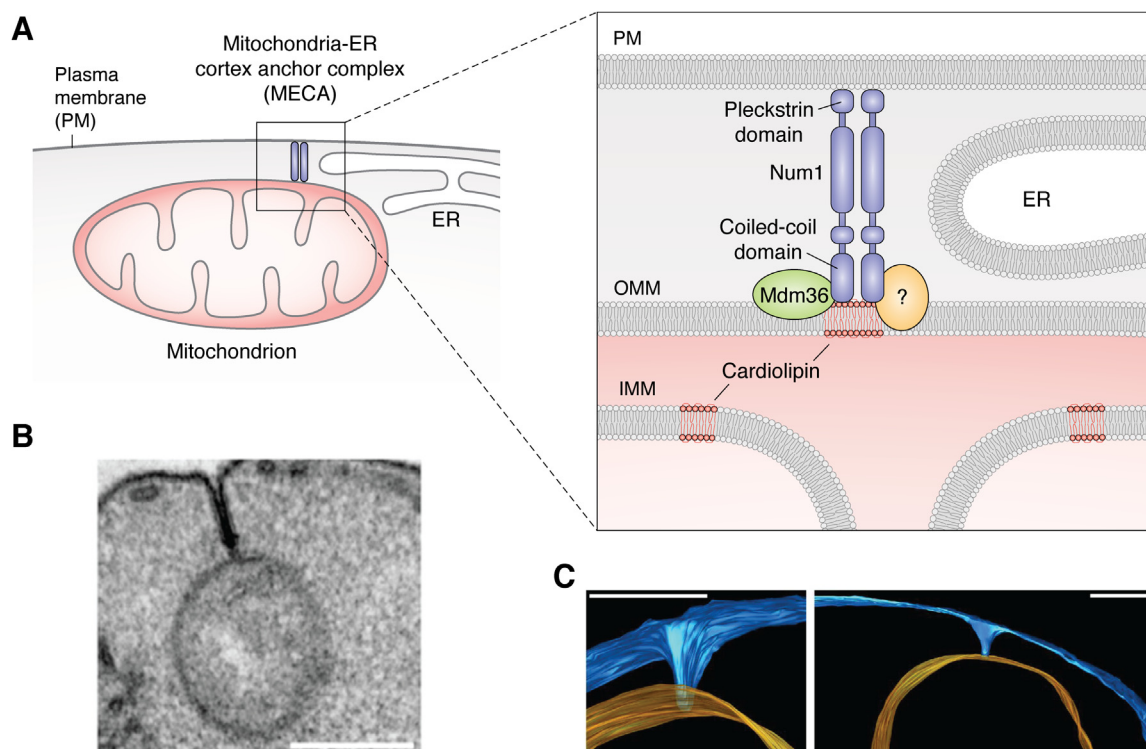 A
Mitochondria-ER
cortex anchor complex
(MECA)
Plasma
membrane
(PM)
ER
Mitochondrion
PM
Pleckstrin
domain
Num1
ER
Coiled-coil
domain
OMM
Mdm36
?
Cardiolipin
IMM
B
C